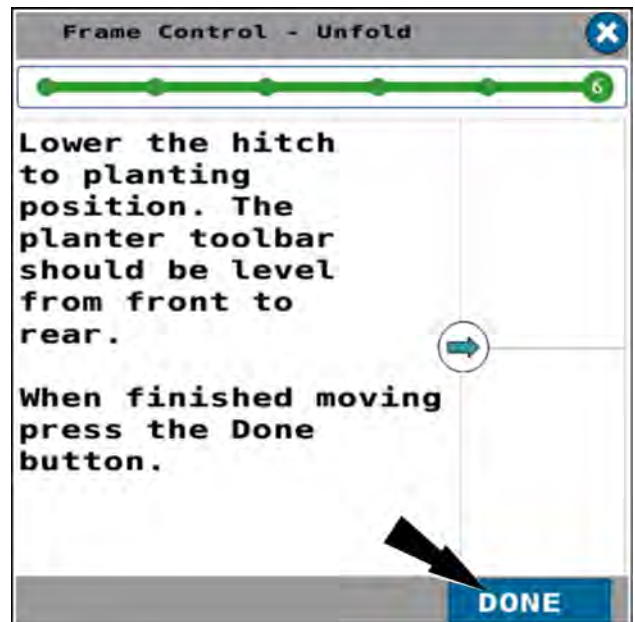 Frame Control - Unfold
6
Lower the hitch
to planting
position. The
planter toolbar
should be level
from front to
rear.
When finished moving
press the Done
button.
DONE